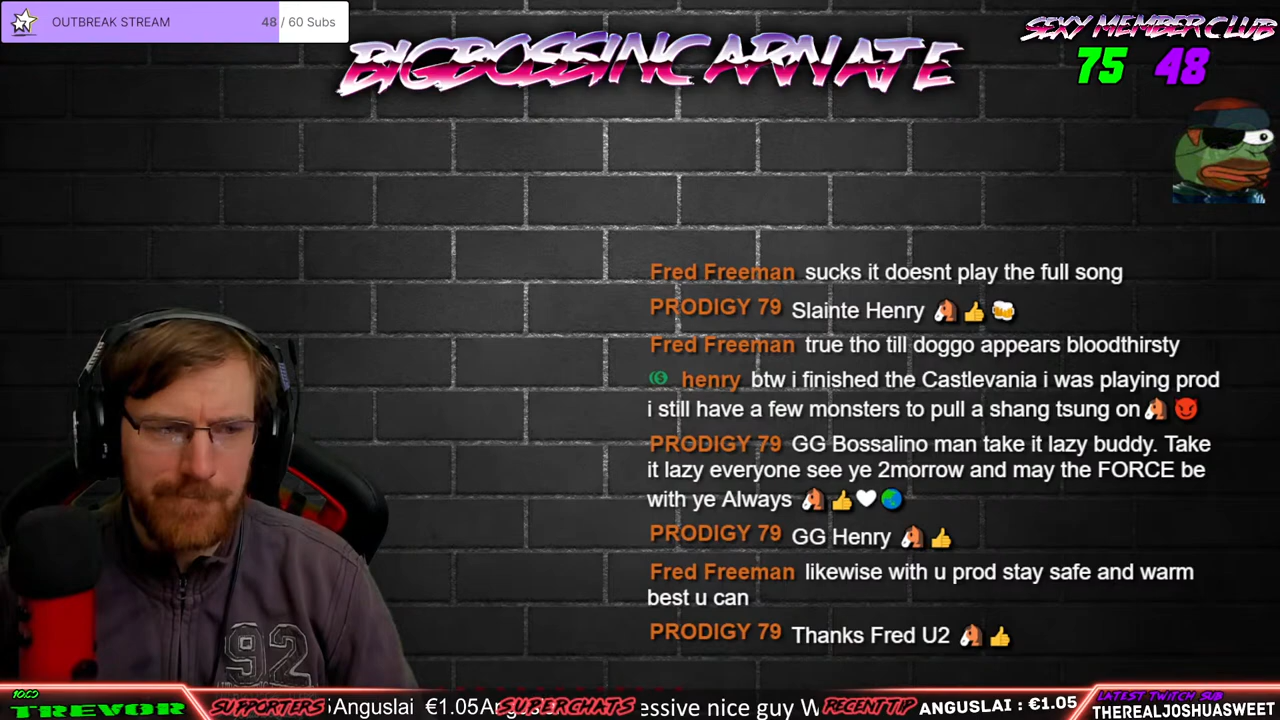 OUTBREAK STREAM 48 / 60 Subs
BIGBOSSINCARNATE
SEXY MEMBER CLUB
75 48
Fred Freeman sucks it doesnt play the full song
PRODIGY 79 Slainte Henry 🐴👍🍻
Fred Freeman true tho till doggo appears bloodthirsty
henry btw i finished the Castlevania i was playing prod
i still have a few monsters to pull a shang tsung on🐴😈
PRODIGY 79 GG Bossalino man take it lazy buddy. Take
it lazy everyone see ye 2morrow and may the FORCE be
with ye Always 🐴👍🤍🌏
PRODIGY 79 GG Henry 🐴👍
Fred Freeman likewise with u prod stay safe and warm
best u can
PRODIGY 79 Thanks Fred U2 🐴👍
92
TREVOR
SUPPORTERS Anguslai €1.05 SUPERCHATS essive nice guy W RECENT TIP ANGUSLAI : €1.05
LATEST TWITCH SUB
THEREALJOSHUASWEET